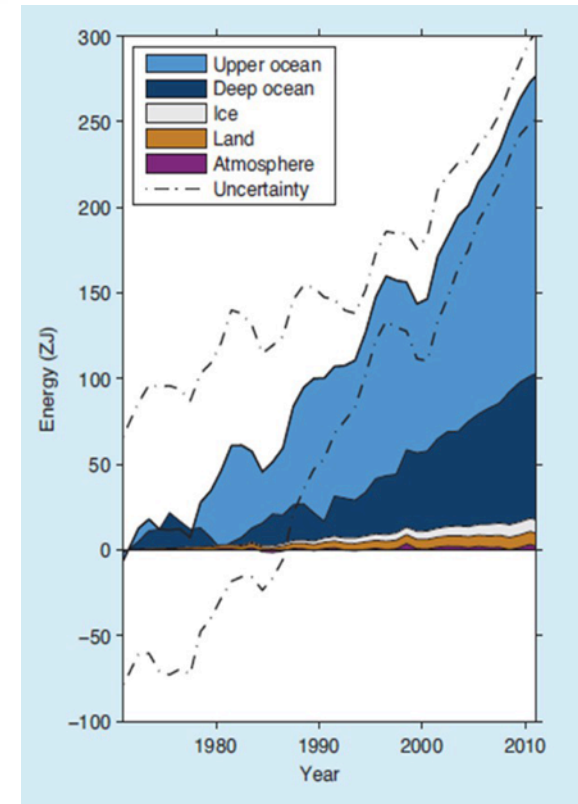 300
250
200
150
100
50
0
−50
−100
Energy (ZJ)
Upper ocean
Deep ocean
Ice
Land
Atmosphere
Uncertainty
1980
1990
2000
2010
Year